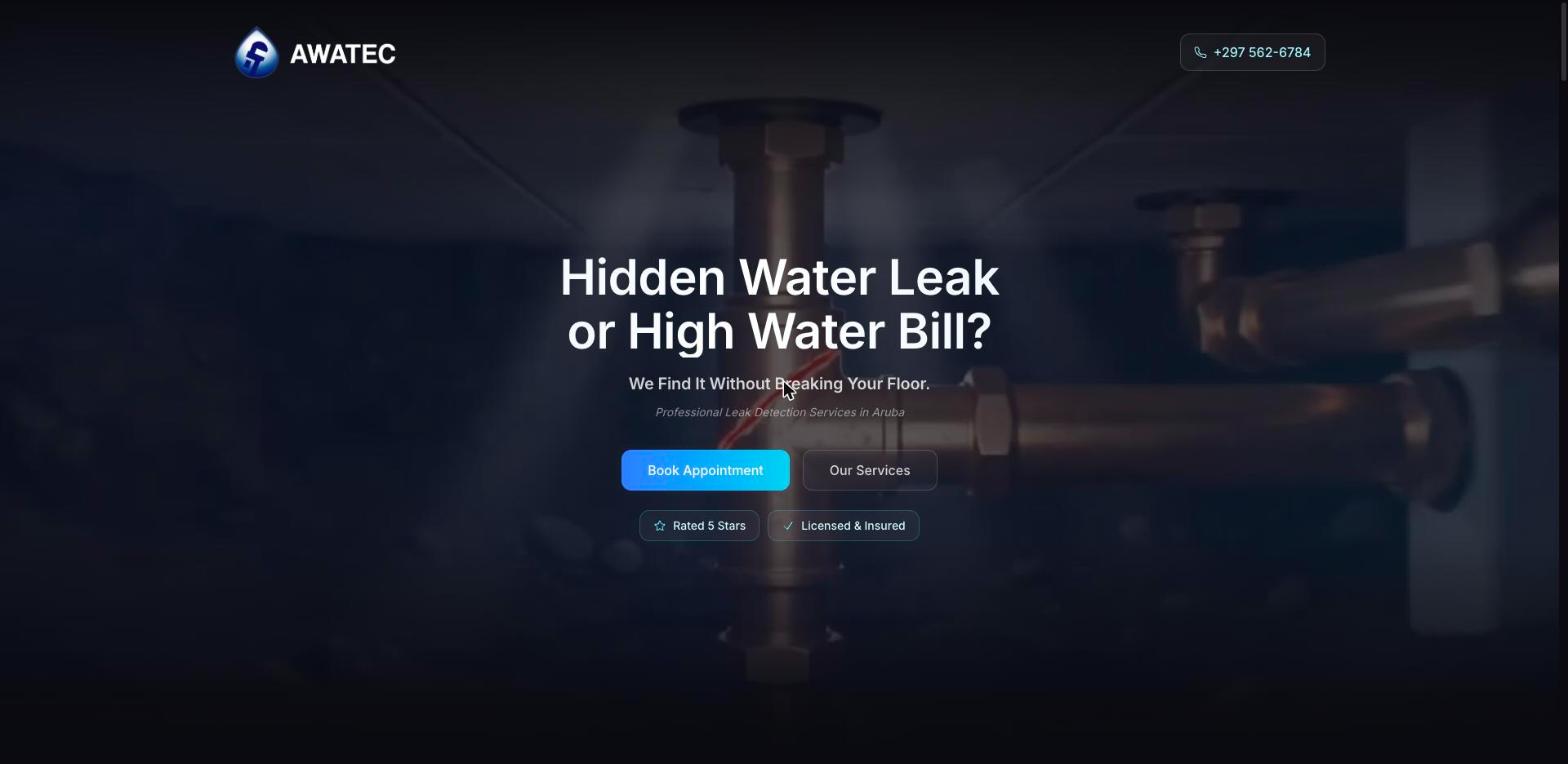 AWATEC
+297 562-6784
Hidden Water Leak
or High Water Bill?
We Find It Without Breaking Your Floor.
Professional Leak Detection Services in Aruba
Book Appointment
Our Services
Rated 5 Stars
Licensed & Insured